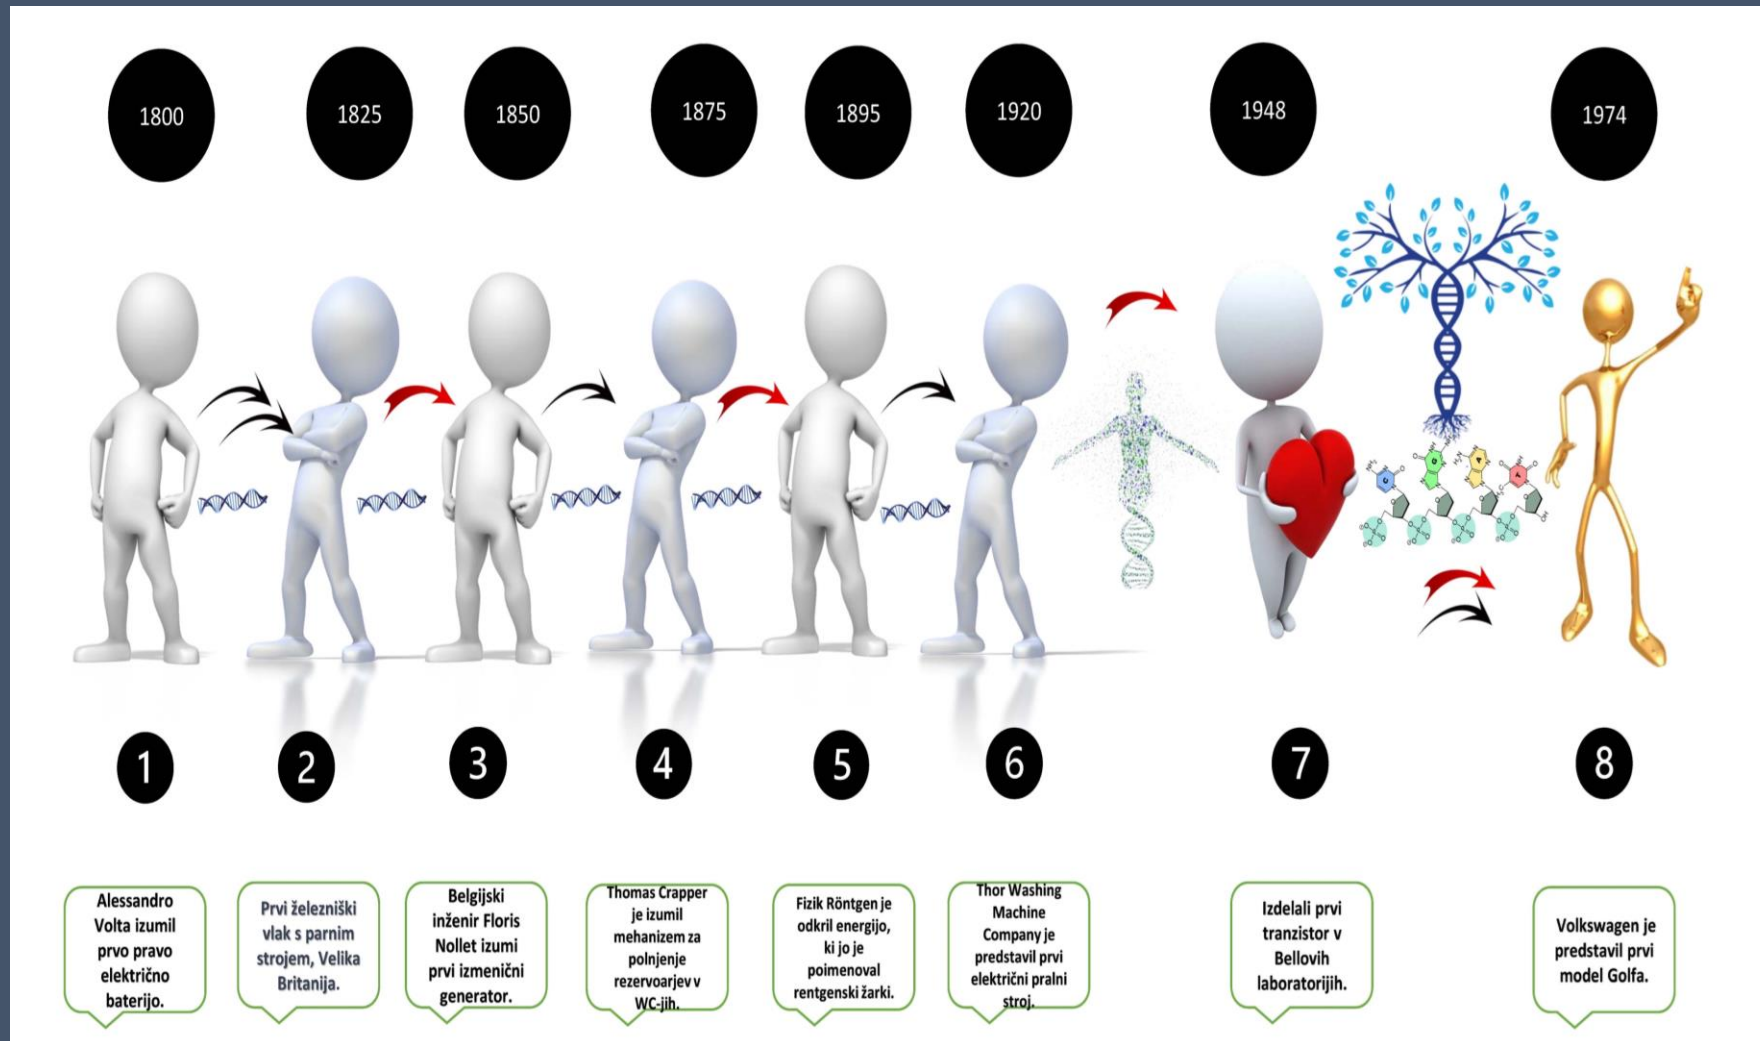 1800
1825
1850
1875
1895
1920
1948
1974
1
2
3
4
5
6
7
8
Alessandro
Volta izumil
prvo pravo
električno
baterijo.
Prvi železniški
vlak s parnim
strojem, Velika
Britanija.
Belgijski
inženir Floris
Nollet izumi
prvi izmenični
generator.
Thomas Crapper
je izumil
mehanizem za
polnjenje
rezervoarjev v
WC-jih.
Fizik Röntgen je
odkril energijo,
ki jo je
poimenoval
rentgenski žarki.
Thor Washing
Machine
Company je
predstavil prvi
električni pralni
stroj.
Izdelali prvi
tranzistor v
Bellovih
laboratorijih.
Volkswagen je
predstavil prvi
model Golfa.